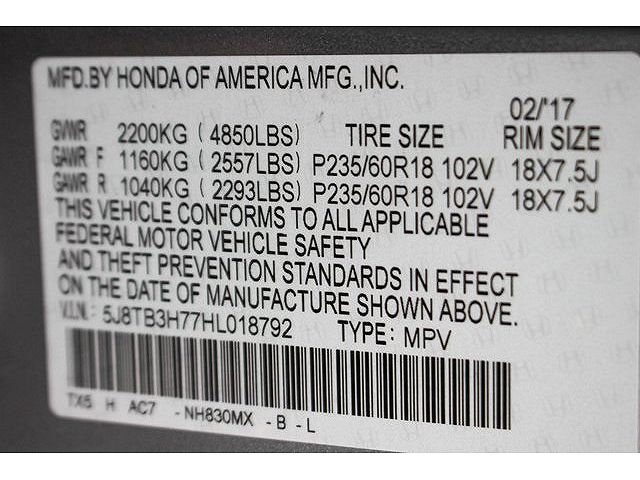 MFD.BY HONDA OF AMERICA MFG.,INC.
02/'17
GVWR 2200KG (4850LBS) TIRE SIZE RIM SIZE
GAWR F 1160KG (2557LBS) P235/60R18 102V 18X7.5J
GAWR R 1040KG (2293LBS) P235/60R18 102V 18X7.5J
THIS VEHICLE CONFORMS TO ALL APPLICABLE
FEDERAL MOTOR VEHICLE SAFETY
AND THEFT PREVENTION STANDARDS IN EFFECT
ON THE DATE OF MANUFACTURE SHOWN ABOVE.
V.I.N.: 5J8TB3H77HL018792 TYPE: MPV
TX6 H AC7 -NH830MX -B -L